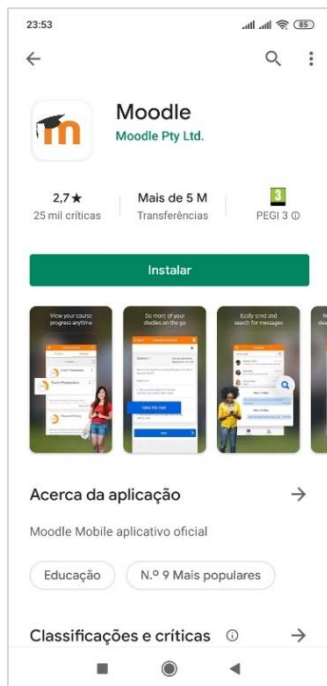 23:53
85
Moodle
Moodle Pty Ltd.
2,7★
25 mil críticas
Mais de 5 M
Transferências
3
PEGI 3
Instalar
View your course
progress anytime
Do more of your
studies on the go
Easily send and
search for messages
Acerca da aplicação
Moodle Mobile aplicativo oficial
Educação
N.º 9 Mais populares
Classificações e críticas